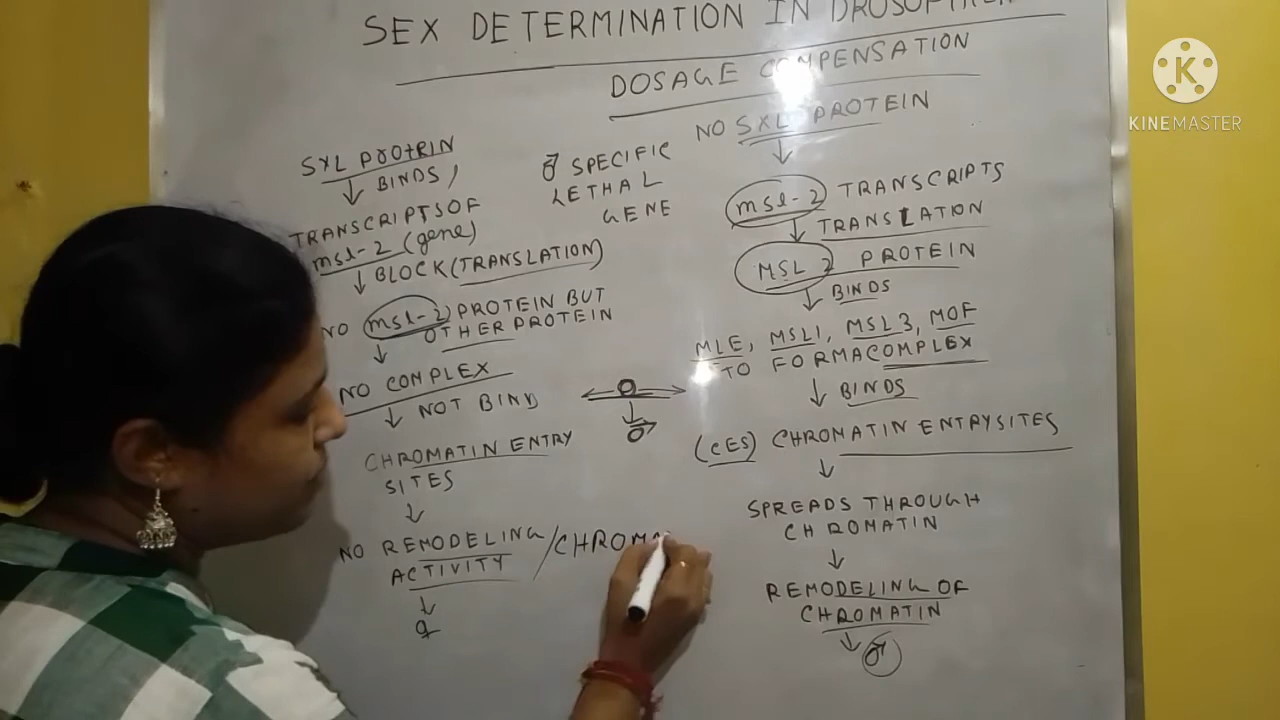 SEX DETERMINATION IN
DOSAGE COMPENSATION
SXL PROTEIN
↓ BINDS,
TRANSCRIPTS OF
msl-2 (gene)
↓ BLOCK (TRANSLATION)
NO msl-2 PROTEIN BUT
OTHER PROTEIN
↓
NO COMPLEX
↓ NOT BIND
CHROMATIN ENTRY
SITES
↓
NO REMODELING / CHROMA
ACTIVITY
↓
♀
♂ SPECIFIC
LETHAL
GENE
NO SXL PROTEIN
↓
msl-2 TRANSCRIPTS
↓ TRANSLATION
MSL 2 PROTEIN
↓ BINDS
MLE, MSL1, MSL3, MOF
TO FORM A COMPLEX
↓ BINDS
(CES) CHROMATIN ENTRY SITES
↓
SPREADS THROUGH
CHROMATIN
↓
REMODELING OF
CHROMATIN
↓ ♂
K
KINEMASTER